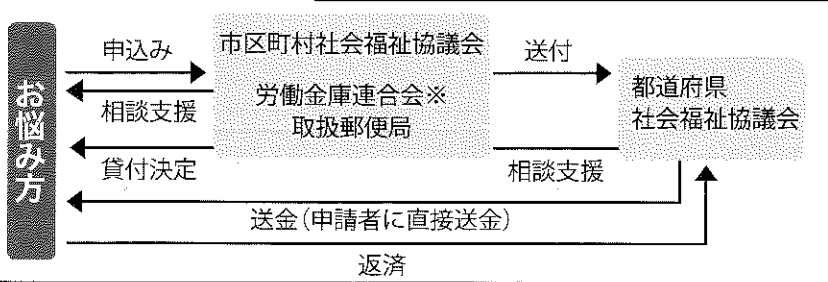 お悩み方
申込み
相談支援
貸付決定
市区町村社会福祉協議会
労働金庫連合会※
取扱郵便局
送付
相談支援
都道府県
社会福祉協議会
送金(申請者に直接送金)
返済